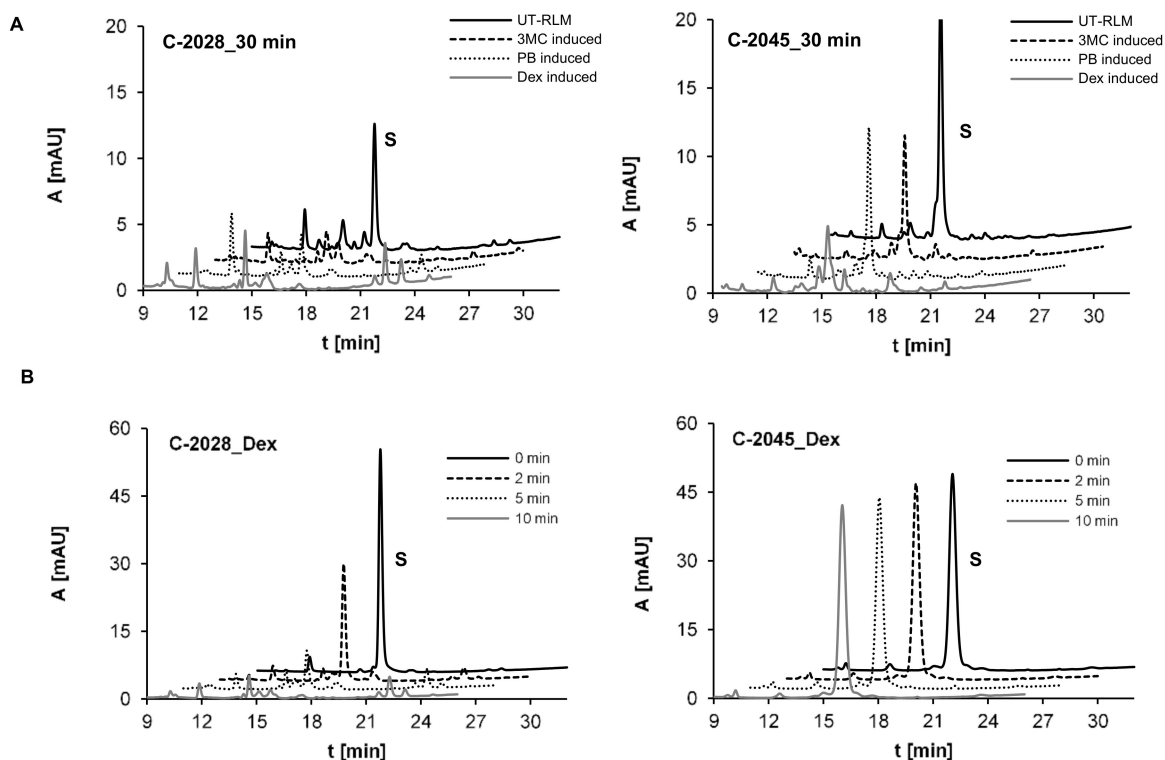 A
C-2028_30 min
UT-RLM
3MC induced
PB induced
Dex induced
S
A [mAU]
20
15
10
5
0
9 12 15 18 21 24 27 30
t [min]
C-2045_30 min
UT-RLM
3MC induced
PB induced
Dex induced
S
A [mAU]
20
15
10
5
0
9 12 15 18 21 24 27 30
t [min]
B
C-2028_Dex
0 min
2 min
5 min
10 min
S
A [mAU]
60
45
30
15
0
9 12 15 18 21 24 27 30
t [min]
C-2045_Dex
0 min
2 min
5 min
10 min
S
A [mAU]
60
45
30
15
0
9 12 15 18 21 24 27 30
t [min]